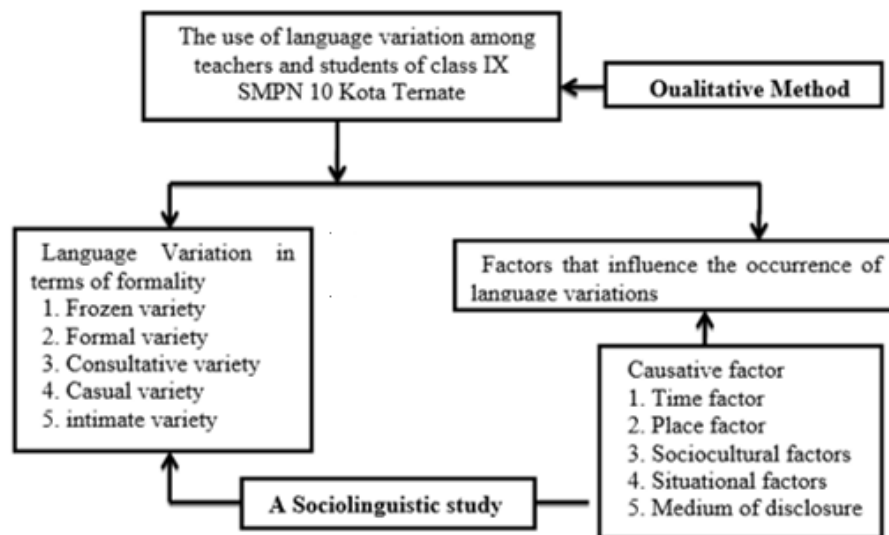 The use of language variation among
teachers and students of class IX
SMPN 10 Kota Ternate
Oualitative Method
Language Variation in
terms of formality
1. Frozen variety
2. Formal variety
3. Consultative variety
4. Casual variety
5. intimate variety
Factors that influence the occurrence of
language variations
Causative factor
1. Time factor
2. Place factor
3. Sociocultural factors
4. Situational factors
5. Medium of disclosure
A Sociolinguistic study